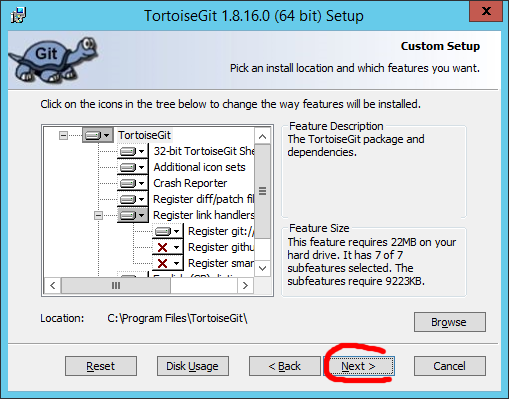 TortoiseGit 1.8.16.0 (64 bit) Setup
Git
Custom Setup
Pick an install location and which features you want.
Click on the icons in the tree below to change the way features will be installed.
TortoiseGit
32-bit TortoiseGit She
Additional icon sets
Crash Reporter
Register diff/patch fil
Register link handlers
Register git:/
Register githu
Register smar
Feature Description
The TortoiseGit package and
dependencies.
Feature Size
This feature requires 22MB on your
hard drive. It has 7 of 7
subfeatures selected. The
subfeatures require 9223KB.
Location: C:\Program Files\TortoiseGit\
Browse
Reset Disk Usage < Back Next > Cancel